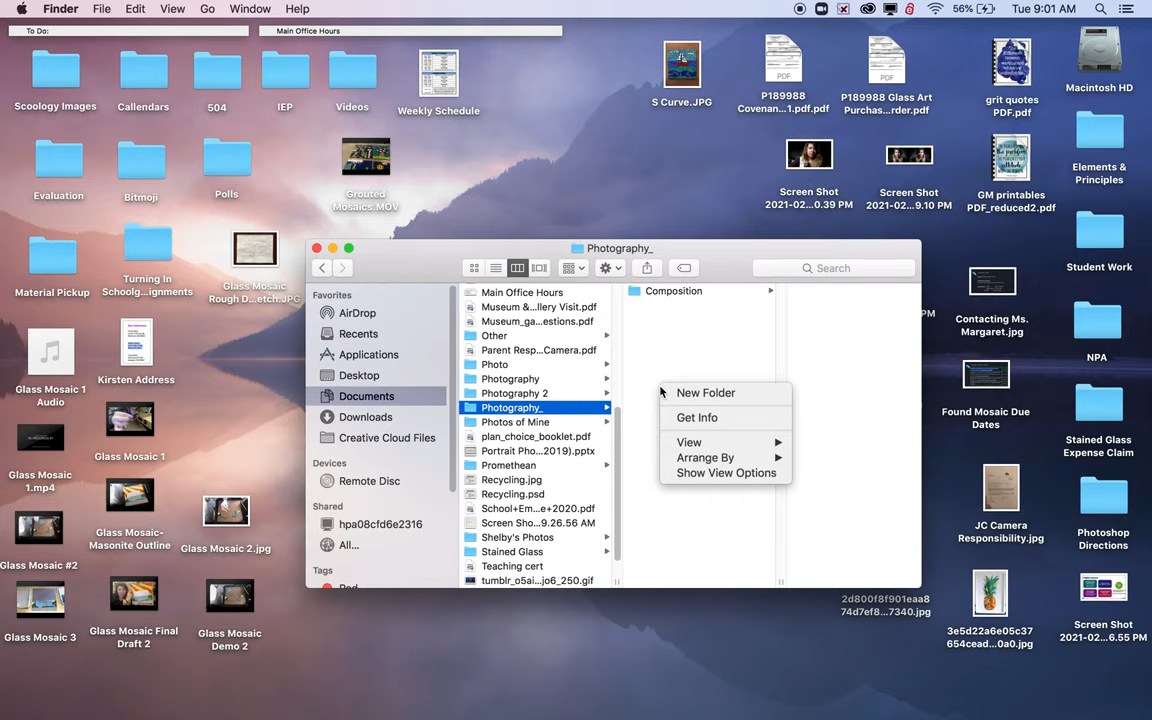 Finder File Edit View Go Window Help
56% Tue 9:01 AM
To Do:
Main Office Hours
Scoology Images
Callendars
504
IEP
Videos
Weekly Schedule
S Curve.JPG
PDF
P189988
Covenan...1.pdf.pdf
PDF
P189988 Glass Art
Purchas...rder.pdf
grit quotes
PDF.pdf
Macintosh HD
Evaluation
Bitmoji
Polls
Grouted
Mosaics.MOV
Screen Shot
2021-02...0.39 PM
Screen Shot
2021-02...9.10 PM
GM printables
PDF_reduced2.pdf
Elements &
Principles
Material Pickup
Turning In
Schoolg...ignments
Glass Mosaic
Rough D...etch.JPG
Student Work
Photography_
Search
Favorites
AirDrop
Recents
Applications
Desktop
Documents
Downloads
Creative Cloud Files
Devices
Remote Disc
Shared
hpa08cfd6e2316
All...
Tags
Main Office Hours
Museum &...llery Visit.pdf
Museum_ga...estions.pdf
Other
Parent Resp...Camera.pdf
Photo
Photography
Photography 2
Photography_
Photos of Mine
plan_choice_booklet.pdf
Portrait Pho...2019).pptx
Promethean
Recycling.jpg
Recycling.psd
School+Em...e+2020.pdf
Screen Sho...9.26.56 AM
Shelby's Photos
Stained Glass
Teaching cert
tumblr_o5ai...jo6_250.gif
Composition
New Folder
Get Info
View
Arrange By
Show View Options
PM
Contacting Ms.
Margaret.jpg
NPA
Glass Mosaic 1
Audio
Kirsten Address
Found Mosaic Due
Dates
Stained Glass
Expense Claim
Glass Mosaic 1
Glass Mosaic
1.mp4
Glass Mosaic-
Masonite Outline
Glass Mosaic 2.jpg
JC Camera
Responsibility.jpg
Photoshop
Directions
Glass Mosaic #2
2d800f8f901eaa8
74d7ef8...7340.jpg
Glass Mosaic 3
Glass Mosaic Final
Draft 2
Glass Mosaic
Demo 2
3e5d22a6e05c37
654cead...0a0.jpg
Screen Shot
2021-02...6.55 PM